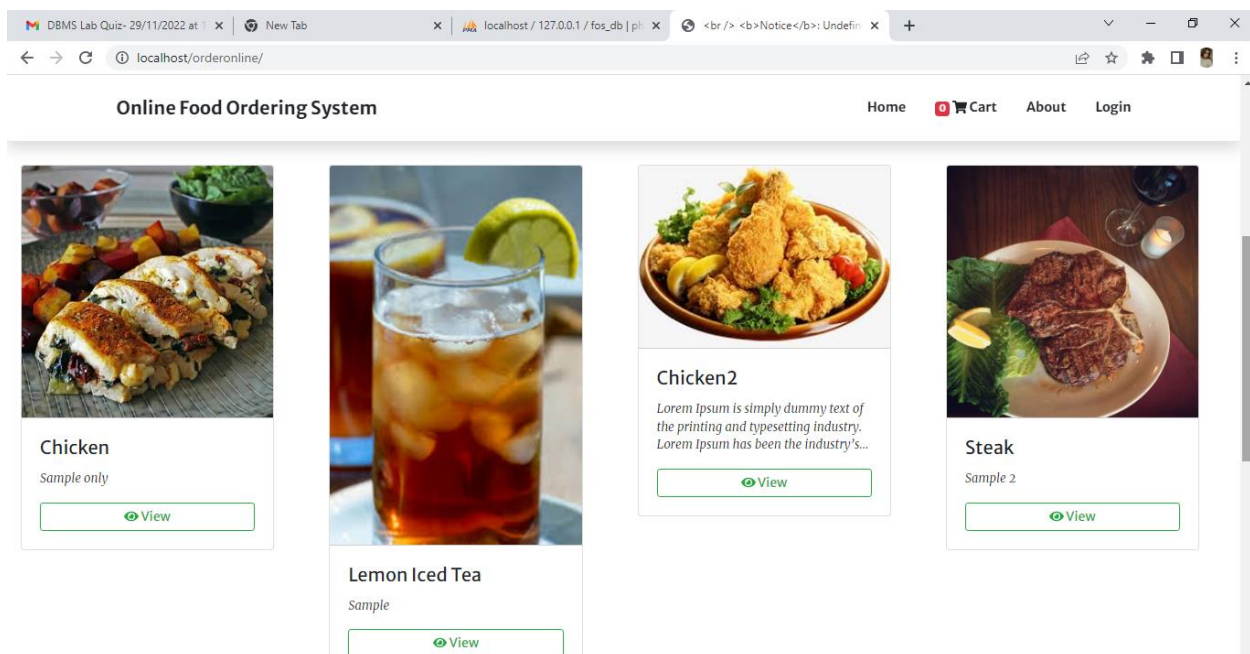 DBMS Lab Quiz- 29/11/2022 at 1
New Tab
localhost / 127.0.0.1 / fos_db | ph
<br /> <b>Notice</b>: Undefin
localhost/orderonline/
Online Food Ordering System
Home
0 Cart
About
Login
Chicken
Sample only
View
Lemon Iced Tea
Sample
View
Chicken2
Lorem Ipsum is simply dummy text of
the printing and typesetting industry.
Lorem Ipsum has been the industry's...
View
Steak
Sample 2
View